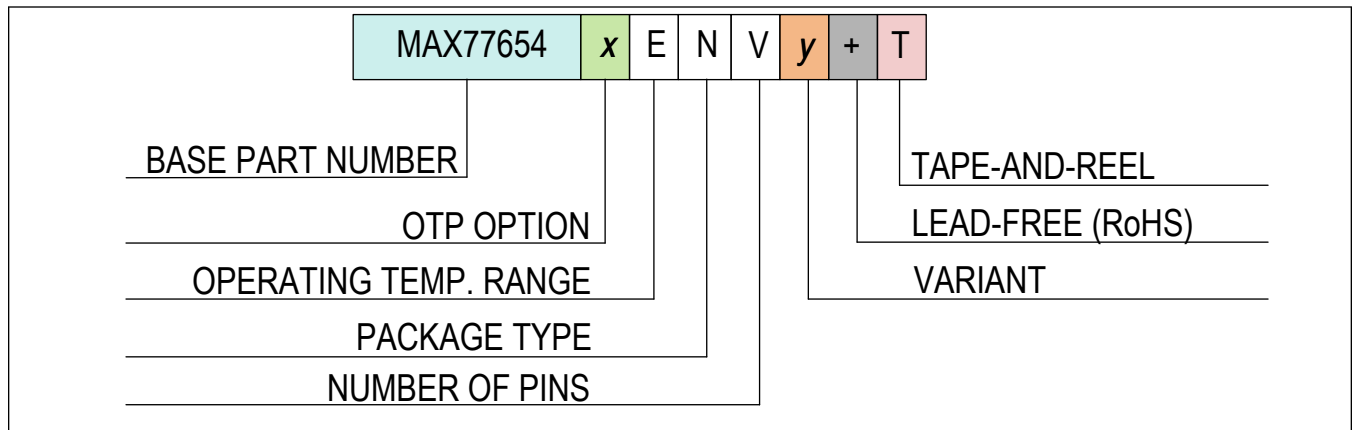 MAX77654 x E N V y + T
BASE PART NUMBER
TAPE-AND-REEL
OTP OPTION
LEAD-FREE (RoHS)
OPERATING TEMP. RANGE
VARIANT
PACKAGE TYPE
NUMBER OF PINS